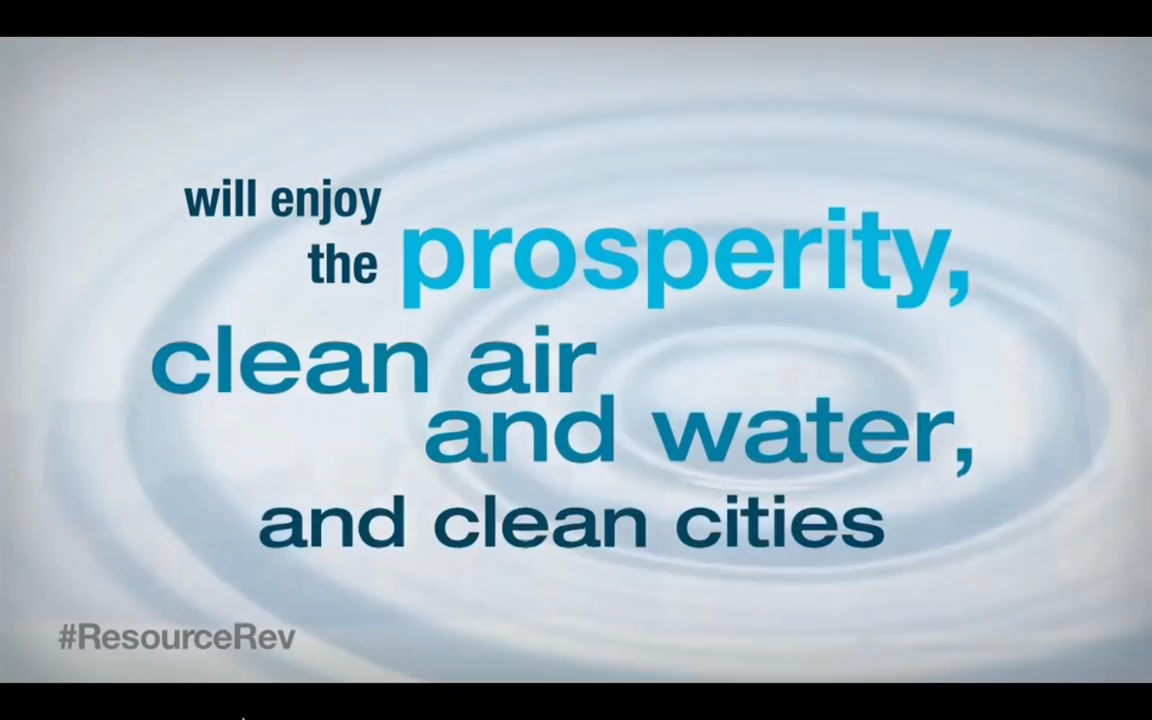 will enjoy
the prosperity,
clean air
and water,
and clean cities
#ResourceRev